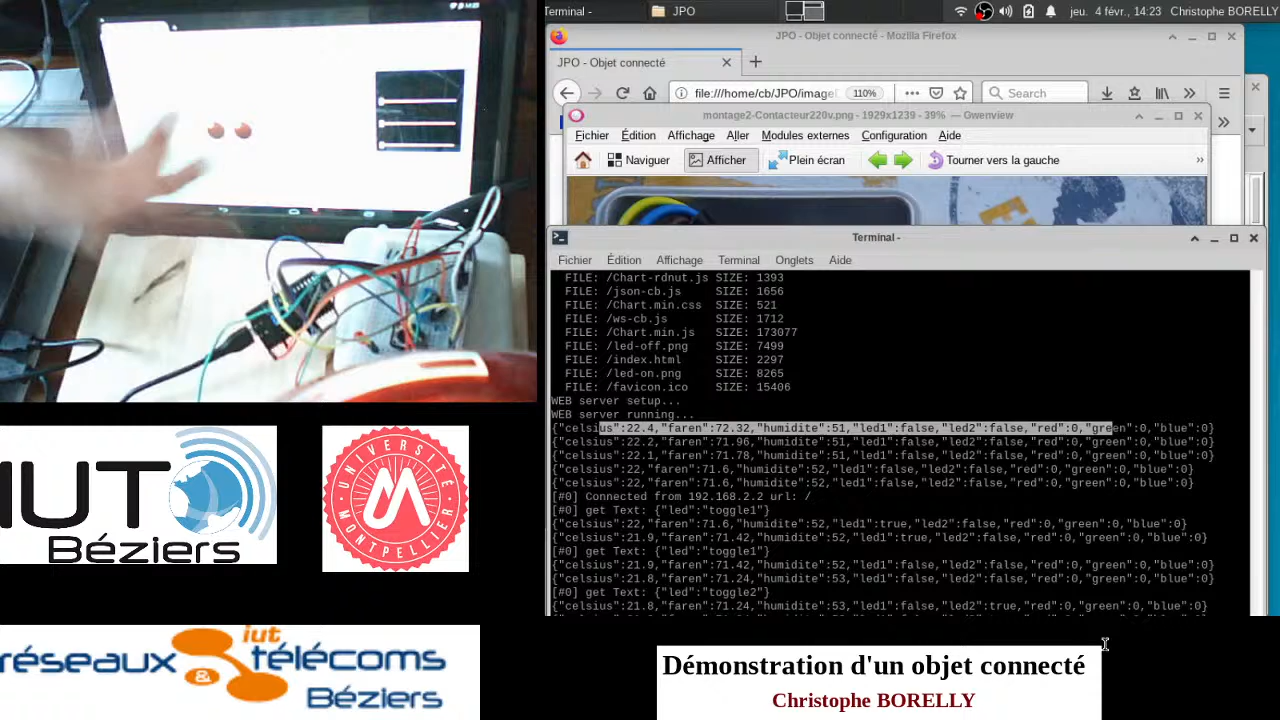 Terminal -
JPO
jeu. 4 févr., 14:23 Christophe BORELLY
JPO - Objet connecté - Mozilla Firefox
JPO - Objet connecté
file:///home/cb/JPO/image
110%
Search
montage2-Contacteur220v.png - 1929x1239 - 39% — Gwenview
Fichier Édition Affichage Aller Modules externes Configuration Aide
Naviguer Afficher Plein écran Tourner vers la gauche
Terminal -
Fichier Édition Affichage Terminal Onglets Aide
FILE: /Chart-rdnut.js SIZE: 1393
FILE: /json-cb.js SIZE: 1656
FILE: /Chart.min.css SIZE: 521
FILE: /ws-cb.js SIZE: 1712
FILE: /Chart.min.js SIZE: 173077
FILE: /led-off.png SIZE: 7499
FILE: /index.html SIZE: 2297
FILE: /led-on.png SIZE: 8265
FILE: /favicon.ico SIZE: 15406
WEB server setup...
WEB server running...
{"celsius":22.4,"faren":72.32,"humidite":51,"led1":false,"led2":false,"red":0,"green":0,"blue":0}
{"celsius":22.2,"faren":71.96,"humidite":51,"led1":false,"led2":false,"red":0,"green":0,"blue":0}
{"celsius":22.1,"faren":71.78,"humidite":51,"led1":false,"led2":false,"red":0,"green":0,"blue":0}
{"celsius":22,"faren":71.6,"humidite":52,"led1":false,"led2":false,"red":0,"green":0,"blue":0}
{"celsius":22,"faren":71.6,"humidite":52,"led1":false,"led2":false,"red":0,"green":0,"blue":0}
[#0] Connected from 192.168.2.2 url: /
[#0] get Text: {"led":"toggle1"}
{"celsius":22,"faren":71.6,"humidite":52,"led1":true,"led2":false,"red":0,"green":0,"blue":0}
{"celsius":21.9,"faren":71.42,"humidite":52,"led1":true,"led2":false,"red":0,"green":0,"blue":0}
[#0] get Text: {"led":"toggle1"}
{"celsius":21.9,"faren":71.42,"humidite":52,"led1":false,"led2":false,"red":0,"green":0,"blue":0}
{"celsius":21.8,"faren":71.24,"humidite":53,"led1":false,"led2":false,"red":0,"green":0,"blue":0}
[#0] get Text: {"led":"toggle2"}
{"celsius":21.8,"faren":71.24,"humidite":53,"led1":false,"led2":true,"red":0,"green":0,"blue":0}
IUT
Béziers
UNIVERSITÉ
MONTPELLIER
iut
réseaux & télécoms
Béziers
Démonstration d'un objet connecté
Christophe BORELLY